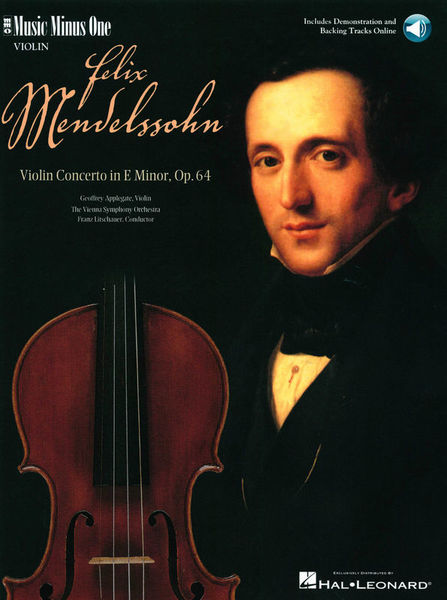 mmo Music Minus One
VIOLIN
Includes Demonstration and
Backing Tracks Online
Felix
Mendelssohn
Violin Concerto in E Minor, Op. 64
Geoffrey Applegate, Violin
The Vienna Symphony Orchestra
Franz Litschauer, Conductor
EXCLUSIVELY DISTRIBUTED BY
HAL•LEONARD®